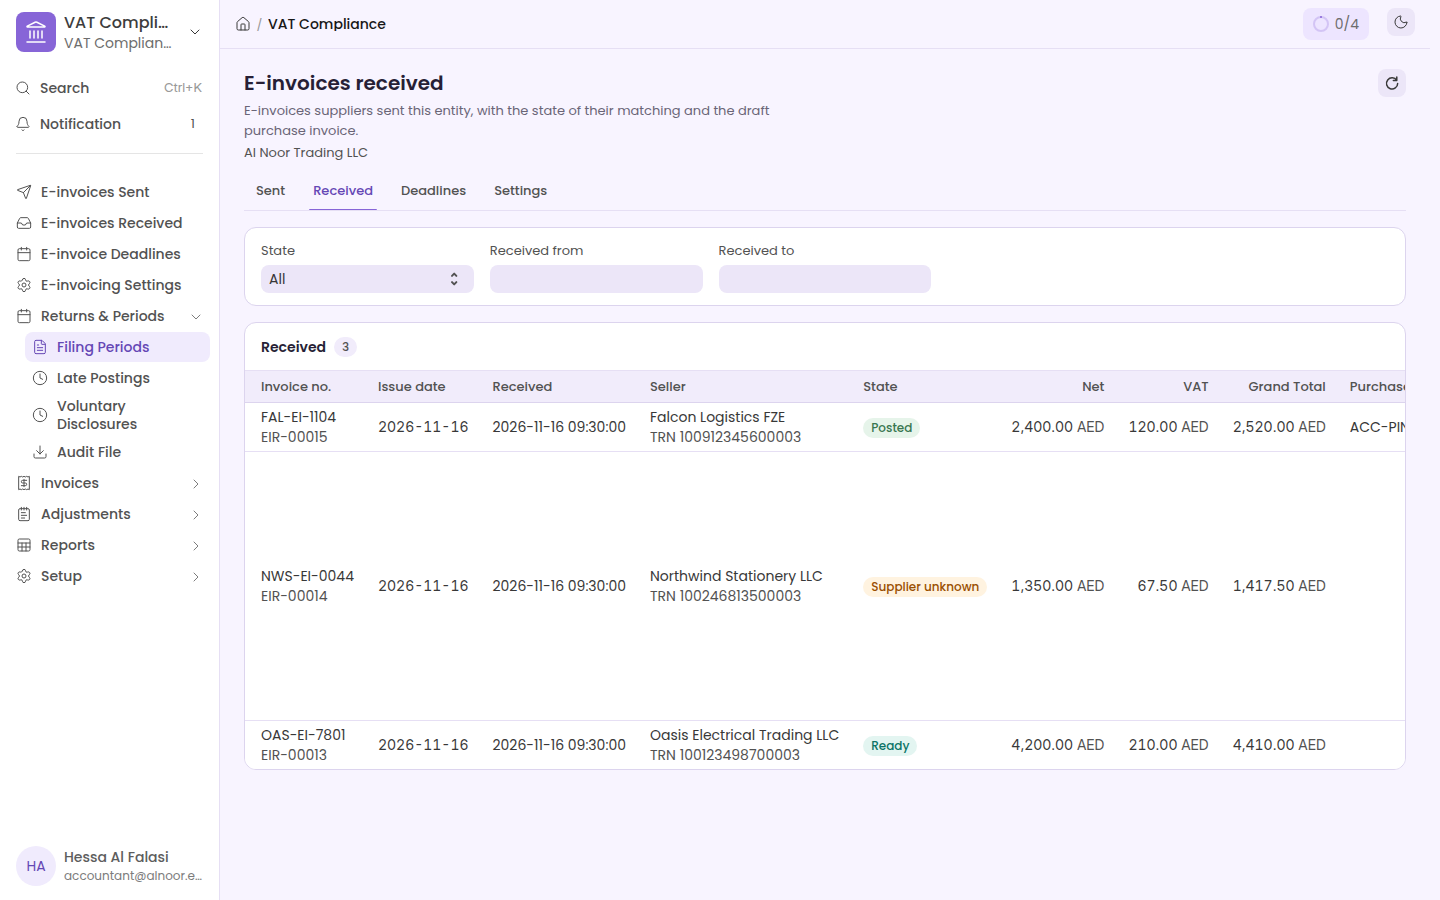 VAT Compli...
VAT Complian...
Search
Ctrl+K
Notification
1
E-invoices Sent
E-invoices Received
E-invoice Deadlines
E-invoicing Settings
Returns & Periods
Filing Periods
Late Postings
Voluntary
Disclosures
Audit File
Invoices
Adjustments
Reports
Setup
HA
Hessa Al Falasi
accountant@alnoor.e...
/ VAT Compliance
0/4
E-invoices received
E-invoices suppliers sent this entity, with the state of their matching and the draft
purchase invoice.
Al Noor Trading LLC
Sent Received Deadlines Settings
State Received from Received to
All
Received 3
Invoice no. Issue date Received Seller State Net VAT Grand Total Purchase
FAL-EI-1104 2026-11-16 2026-11-16 09:30:00 Falcon Logistics FZE Posted 2,400.00 AED 120.00 AED 2,520.00 AED ACC-PIN
EIR-00015 TRN 100912345600003
NWS-EI-0044 2026-11-16 2026-11-16 09:30:00 Northwind Stationery LLC Supplier unknown 1,350.00 AED 67.50 AED 1,417.50 AED
EIR-00014 TRN 100246813500003
OAS-EI-7801 2026-11-16 2026-11-16 09:30:00 Oasis Electrical Trading LLC Ready 4,200.00 AED 210.00 AED 4,410.00 AED
EIR-00013 TRN 100123498700003